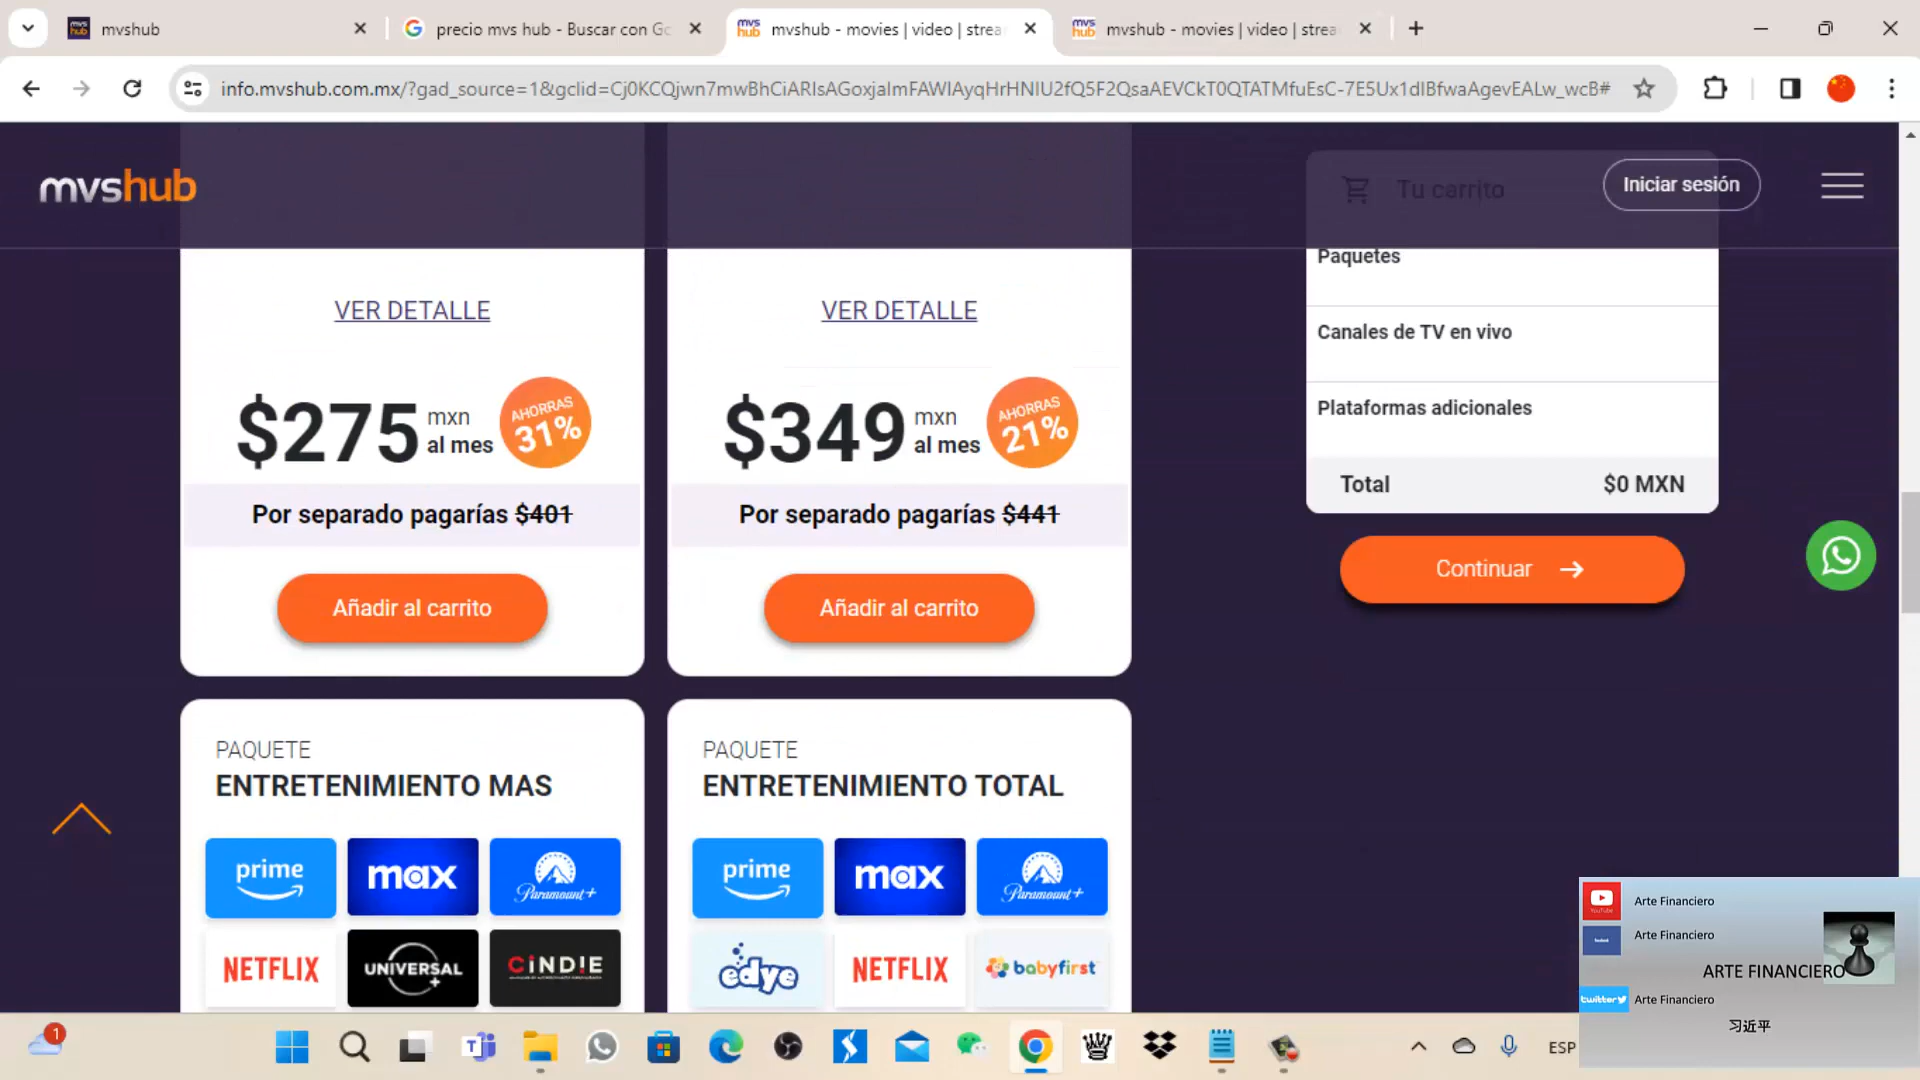 mvshub
precio mvs hub - Buscar con Go
mvshub - movies | video | strea
mvshub - movies | video | strea
info.mvshub.com.mx/?gad_source=1&gclid=Cj0KCQjwn7mwBhCiARIsAGoxjaImFAWIAyqHrHNIU2fQ5F2QsaAEVCkT0QTATMfuEsC-7E5Ux1dIBfwaAgevEALw_wcB#
mvshub
Tu carrito
Iniciar sesión
VER DETALLE
$275 mxn al mes
AHORRAS 31%
Por separado pagarías $401
Añadir al carrito
VER DETALLE
$349 mxn al mes
AHORRAS 21%
Por separado pagarías $441
Añadir al carrito
Paquetes
Canales de TV en vivo
Plataformas adicionales
Total $0 MXN
Continuar →
PAQUETE
ENTRETENIMIENTO MAS
prime
max
Paramount+
NETFLIX
UNIVERSAL+
CINDIE
PAQUETE
ENTRETENIMIENTO TOTAL
prime
max
Paramount+
edye
NETFLIX
babyfirst
YouTube
Arte Financiero
Arte Financiero
ARTE FINANCIERO
twitter
Arte Financiero
习近平
1
ESP